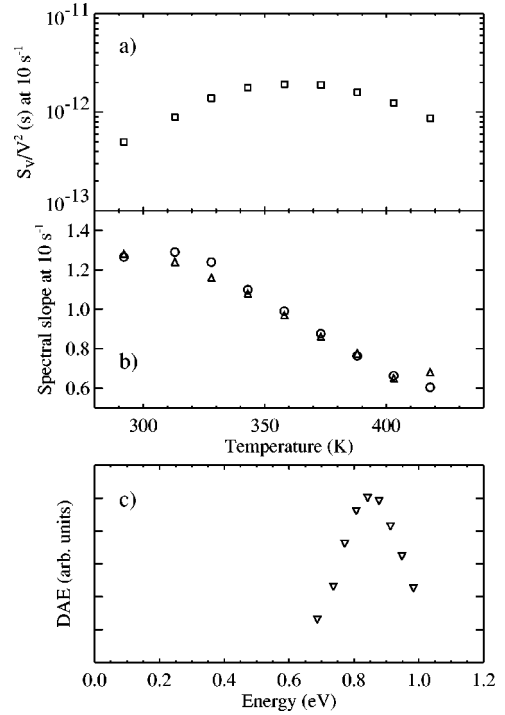 10⁻¹¹
a)
10⁻¹²
S_V/V² (s) at 10 s⁻¹
10⁻¹³
1.4
1.2
1.0
0.8
0.6
Spectral slope at 10 s⁻¹
b)
300 350 400
Temperature (K)
c)
DAE (arb. units)
0.0 0.2 0.4 0.6 0.8 1.0 1.2
Energy (eV)